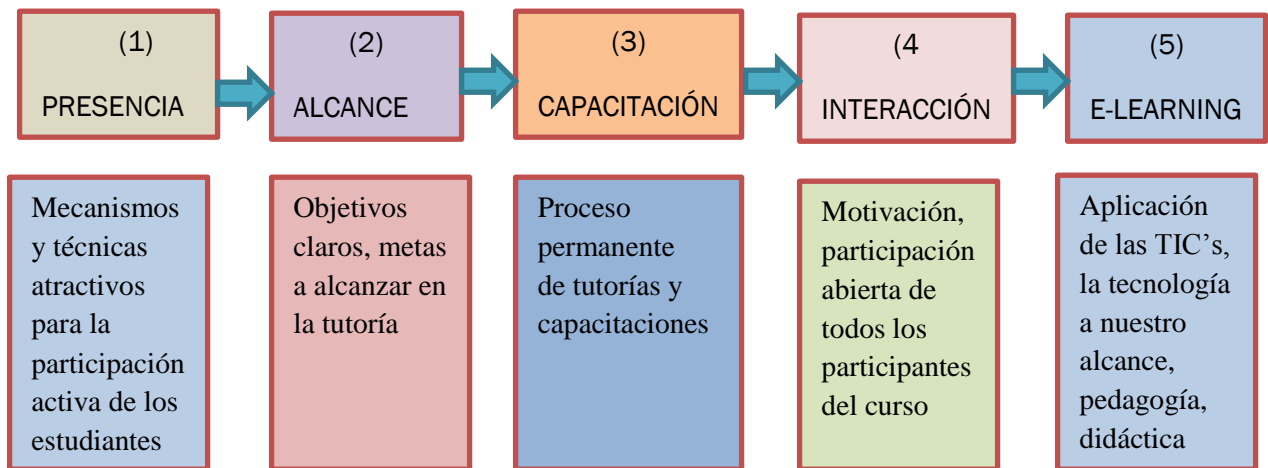 (1)
PRESENCIA
(2)
ALCANCE
(3)
CAPACITACIÓN
(4
INTERACCIÓN
(5)
E-LEARNING
Mecanismos
y técnicas
atractivos
para la
participación
activa de los
estudiantes
Objetivos
claros, metas
a alcanzar en
la tutoría
Proceso
permanente
de tutorías y
capacitaciones
Motivación,
participación
abierta de
todos los
participantes
del curso
Aplicación
de las TIC’s,
la tecnología
a nuestro
alcance,
pedagogía,
didáctica